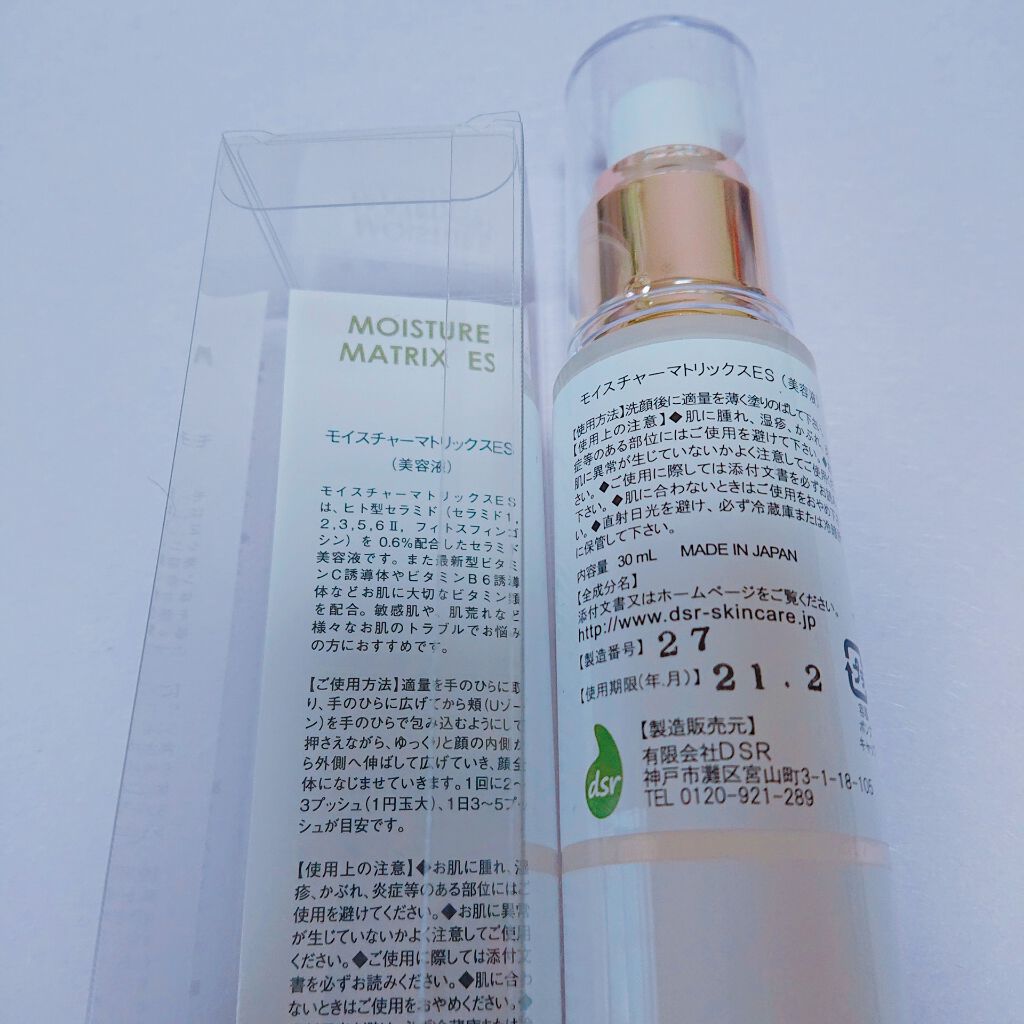 MOISTURE
MATRIX ES
モイスチャーマトリックスES
(美容液)
モイスチャーマトリックスES
は、ヒト型セラミド(セラミド1,
2,3,5,6Ⅱ, フィトスフィンゴ
シン)を0.6%配合したセラミド
美容液です。また最新型ビタミ
ンC誘導体やビタミンB6誘導
体などお肌に大切なビタミン類
を配合。敏感肌や、肌荒れなど
様々なお肌のトラブルでお悩み
の方におすすめです。
【ご使用方法】適量を手のひらに取
り、手のひらに広げてから頬(Uゾー
ン)を手のひらで包み込むようにして
押さえながら、ゆっくりと顔の内側か
ら外側へ伸ばして広げていき、顔全
体になじませていきます。1回に2〜
3プッシュ(1円玉大)、1日3〜5プッ
シュが目安です。
【使用上の注意】◆お肌に腫れ、湿
疹、かぶれ、炎症等のある部位にはご
使用を避けてください。◆お肌に異常
が生じていないかよく注意してご使用
ください。◆ご使用に際しては添付文
書を必ずお読みください。◆肌に合わ
ないときはご使用をおやめください。◆
モイスチャーマトリックスES(美容液)
【使用方法】洗顔後に適量を薄く塗りのばして下さい
【使用上の注意】◆肌に腫れ、湿疹、かぶれ、
症等のある部位にはご使用を避けて下さい。
肌に異常が生じていないかよく注意してご使用
さい。◆ご使用に際しては添付文書を必ずお読
下さい。◆肌に合わないときはご使用をおやめ
◆直射日光を避け、必ず冷蔵庫または冷暗
に保管して下さい。
内容量 30mL MADE IN JAPAN
【全成分名】
添付文書又はホームページをご覧ください。
http://www.dsr-skincare.jp
【製造番号】27
【使用期限(年.月)】21.2
【製造販売元】
有限会社DSR
神戸市灘区宮山町3-1-18-105
TEL 0120-921-289
dsr